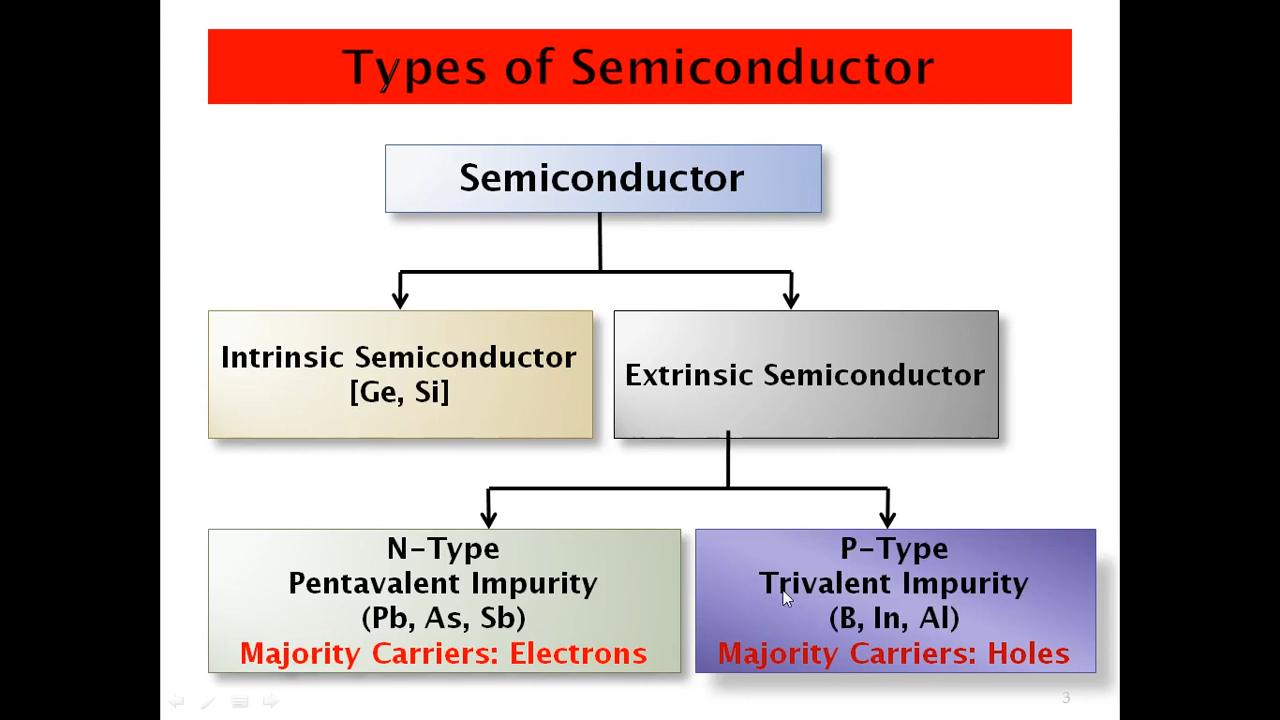 Types of Semiconductor
Semiconductor
Intrinsic Semiconductor
[Ge, Si]
Extrinsic Semiconductor
N-Type
Pentavalent Impurity
(Pb, As, Sb)
Majority Carriers: Electrons
P-Type
Trivalent Impurity
(B, In, Al)
Majority Carriers: Holes
3